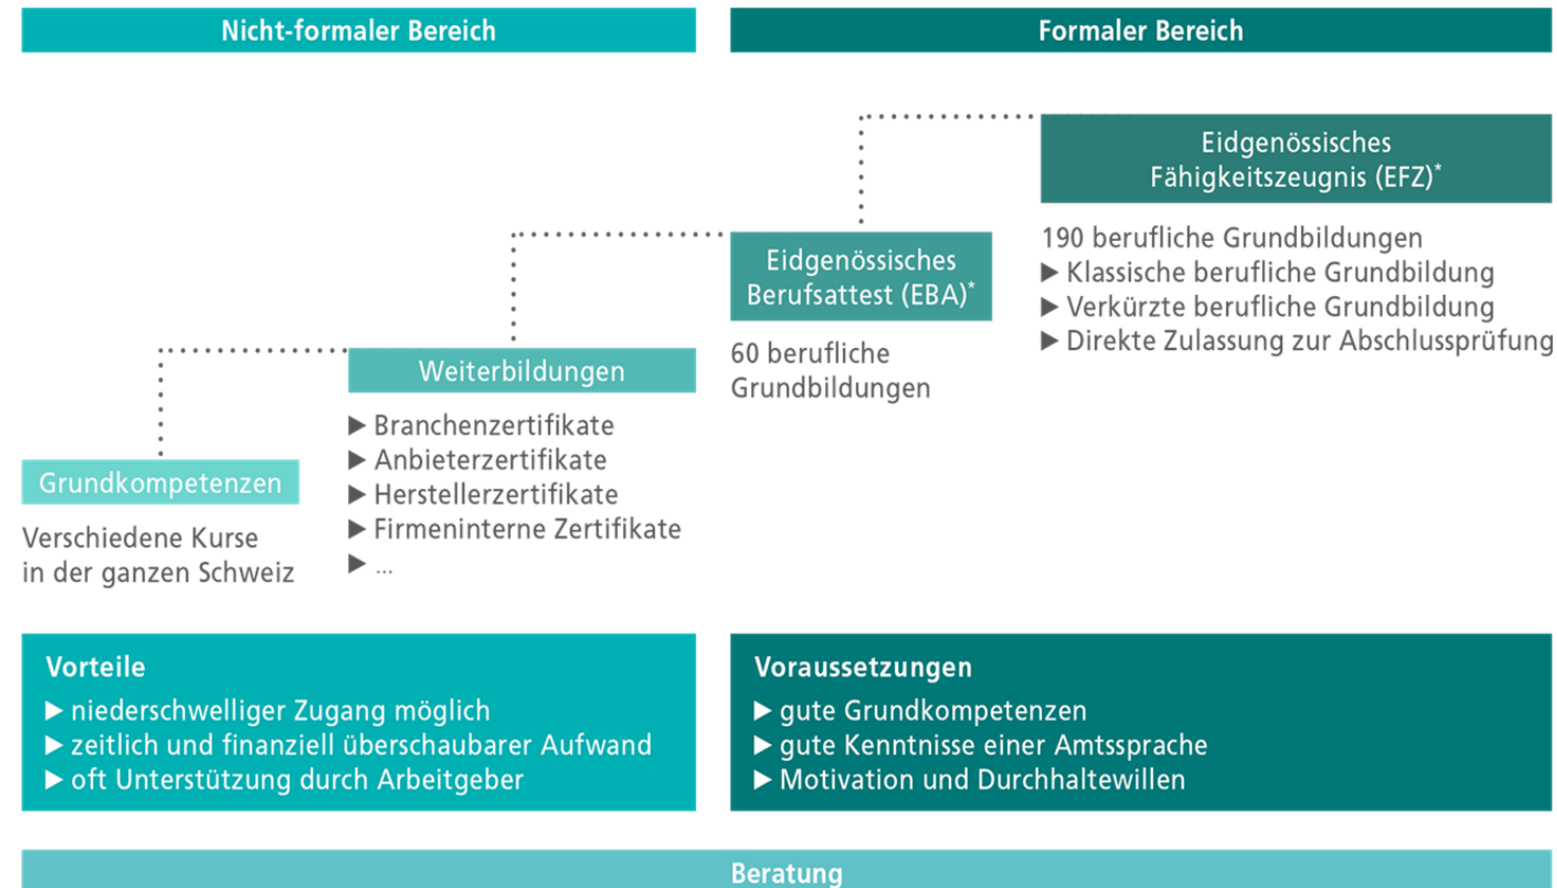 Nicht-formaler Bereich
Formaler Bereich
Eidgenössisches
Fähigkeitszeugnis (EFZ)*
190 berufliche Grundbildungen
▶ Klassische berufliche Grundbildung
▶ Verkürzte berufliche Grundbildung
▶ Direkte Zulassung zur Abschlussprüfung
Eidgenössisches
Berufsattest (EBA)*
60 berufliche
Grundbildungen
Weiterbildungen
▶ Branchenzertifikate
▶ Anbieterzertifikate
▶ Herstellerzertifikate
▶ Firmeninterne Zertifikate
▶ ...
Grundkompetenzen
Verschiedene Kurse
in der ganzen Schweiz
Vorteile
▶ niederschwelliger Zugang möglich
▶ zeitlich und finanziell überschaubarer Aufwand
▶ oft Unterstützung durch Arbeitgeber
Voraussetzungen
▶ gute Grundkompetenzen
▶ gute Kenntnisse einer Amtssprache
▶ Motivation und Durchhaltewillen
Beratung